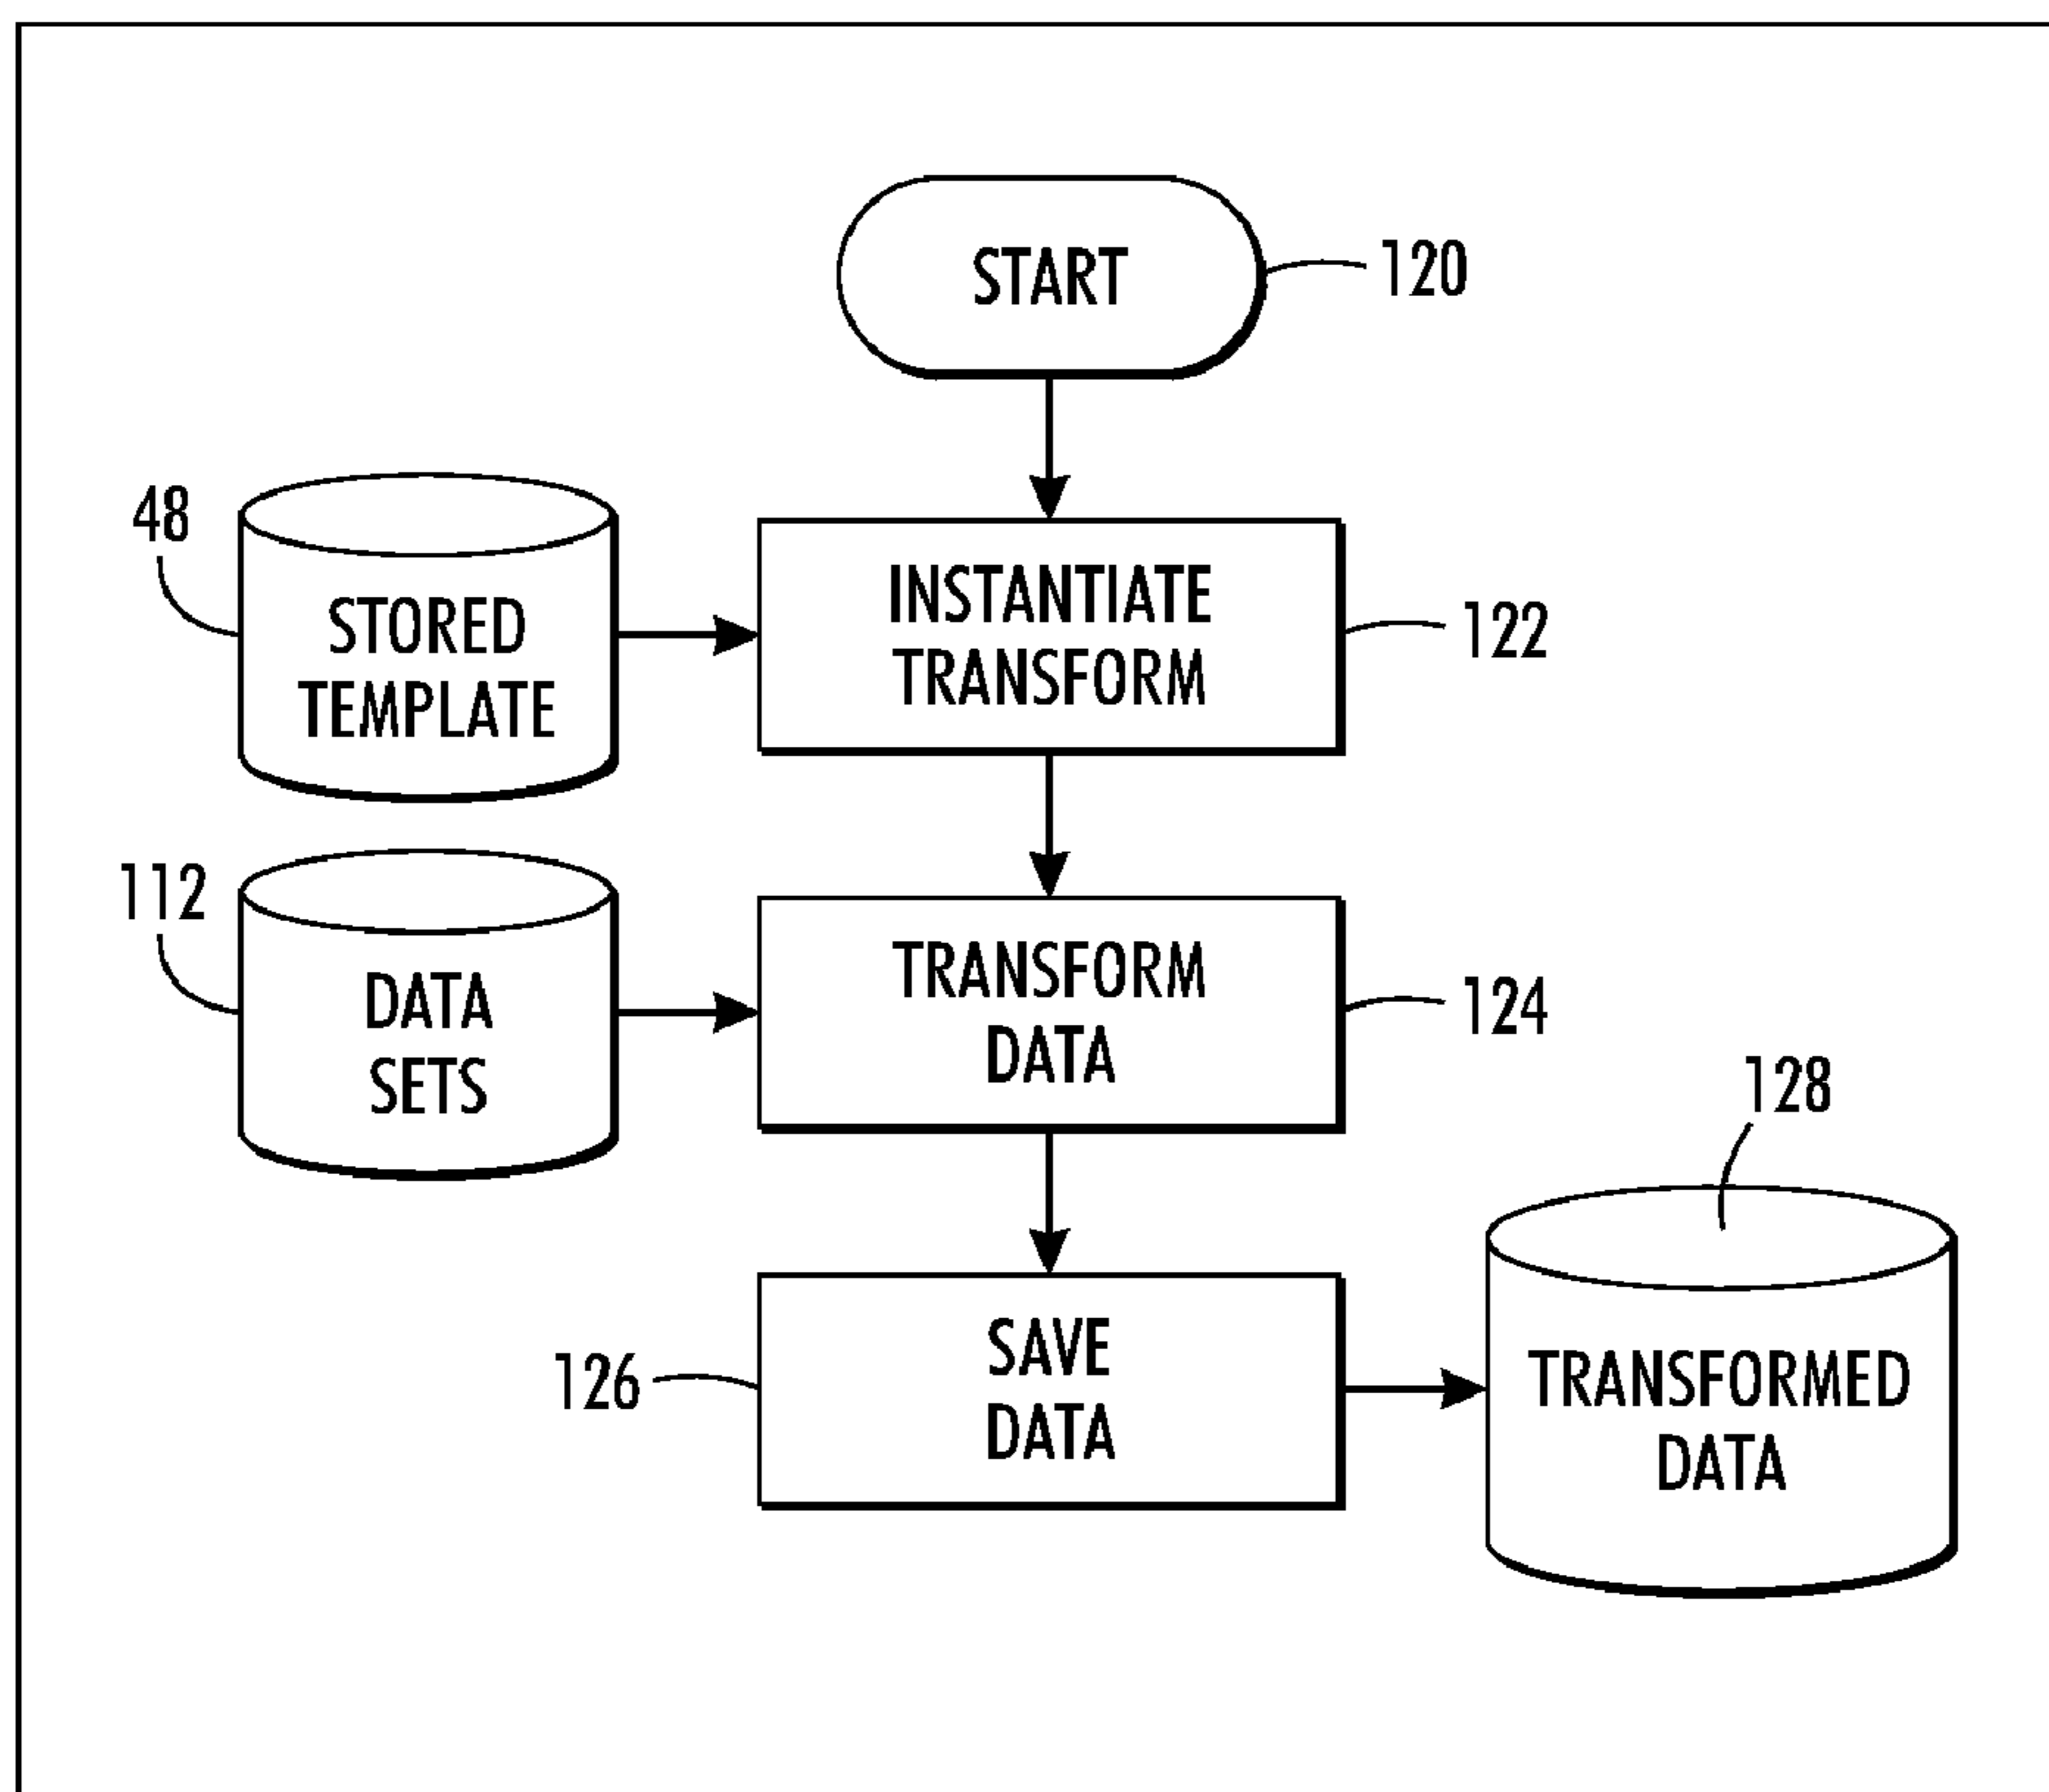 START
120
48
STORED
TEMPLATE
INSTANTIATE
TRANSFORM
122
112
DATA
SETS
TRANSFORM
DATA
124
128
126
SAVE
DATA
TRANSFORMED
DATA